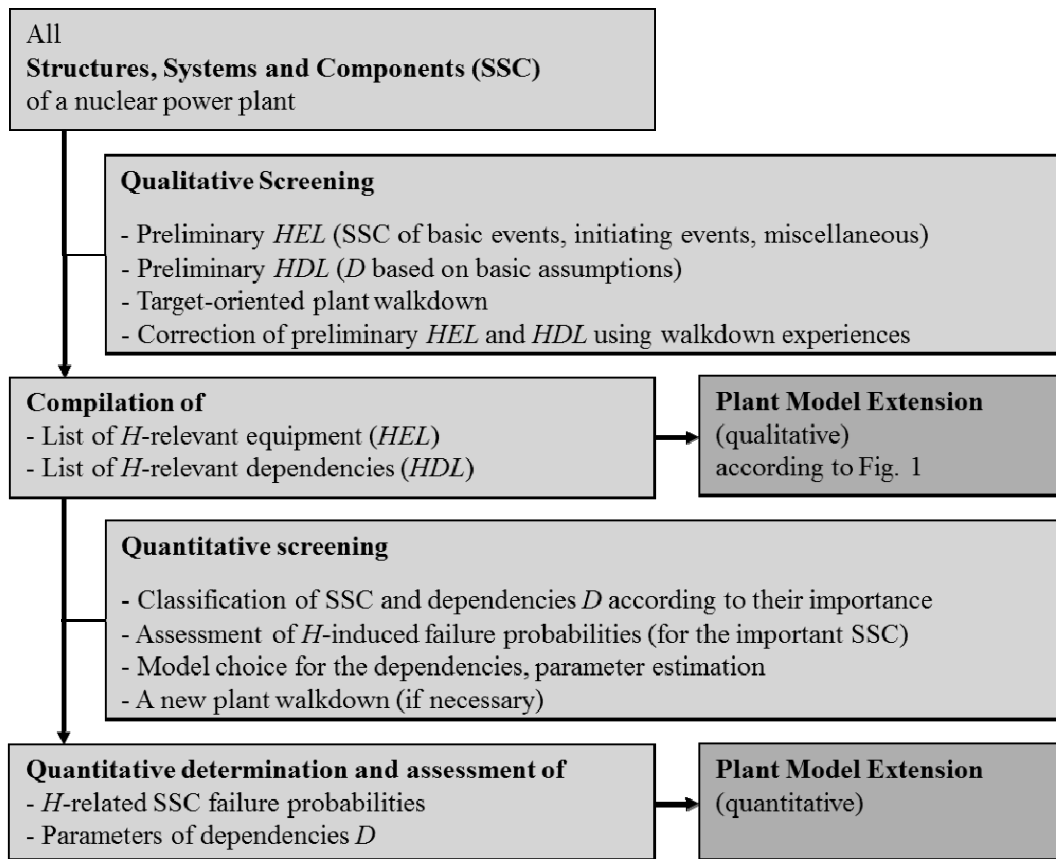 All
Structures, Systems and Components (SSC)
of a nuclear power plant
Qualitative Screening
- Preliminary HEL (SSC of basic events, initiating events, miscellaneous)
- Preliminary HDL (D based on basic assumptions)
- Target-oriented plant walkdown
- Correction of preliminary HEL and HDL using walkdown experiences
Compilation of
- List of H-relevant equipment (HEL)
- List of H-relevant dependencies (HDL)
Plant Model Extension
(qualitative)
according to Fig. 1
Quantitative screening
- Classification of SSC and dependencies D according to their importance
- Assessment of H-induced failure probabilities (for the important SSC)
- Model choice for the dependencies, parameter estimation
- A new plant walkdown (if necessary)
Quantitative determination and assessment of
- H-related SSC failure probabilities
- Parameters of dependencies D
Plant Model Extension
(quantitative)